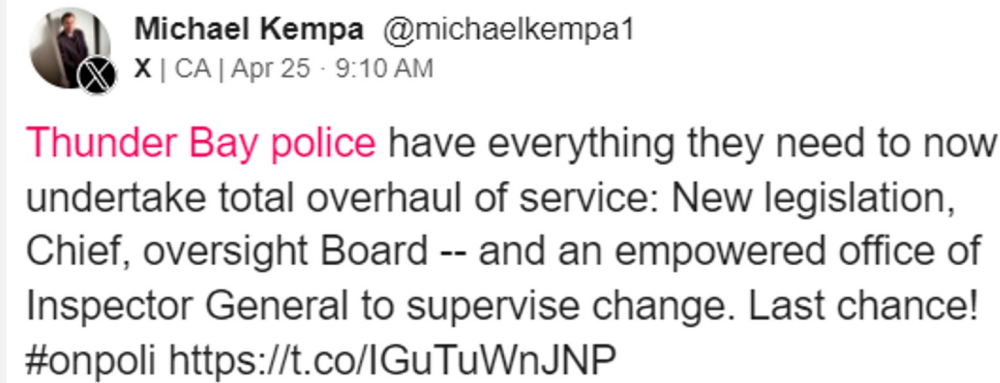 Michael Kempa @michaelkempa1
X | CA | Apr 25 · 9:10 AM
Thunder Bay police have everything they need to now
undertake total overhaul of service: New legislation,
Chief, oversight Board -- and an empowered office of
Inspector General to supervise change. Last chance!
#onpoli https://t.co/IGuTuWnJNP